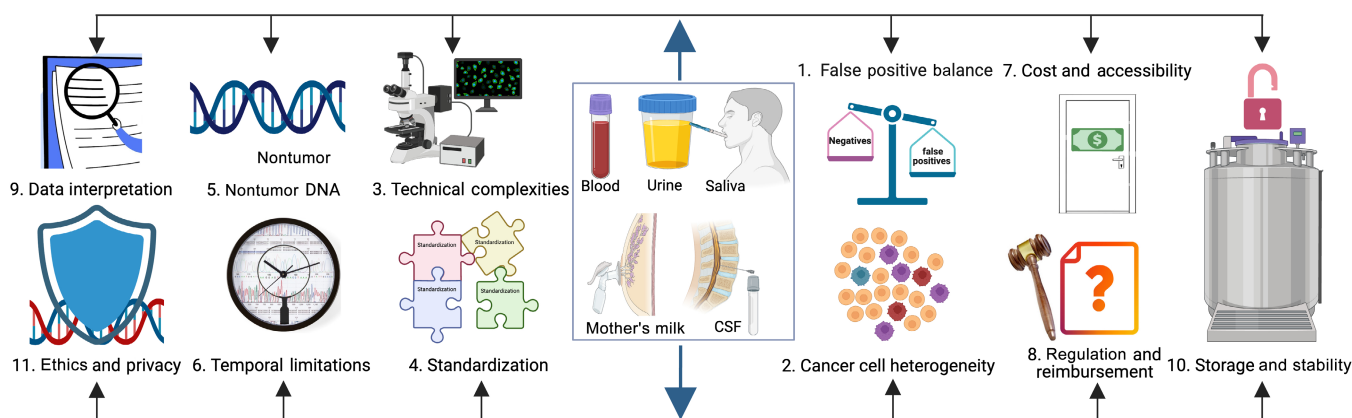 1. False positive balance
7. Cost and accessibility
Negatives
false
positives
$
Nontumor
9. Data interpretation
5. Nontumor DNA
3. Technical complexities
Blood
Urine
Saliva
Standardization
Standardization
Standardization
Standardization
?
Mother's milk
CSF
11. Ethics and privacy
6. Temporal limitations
4. Standardization
2. Cancer cell heterogeneity
8. Regulation and
reimbursement
10. Storage and stability